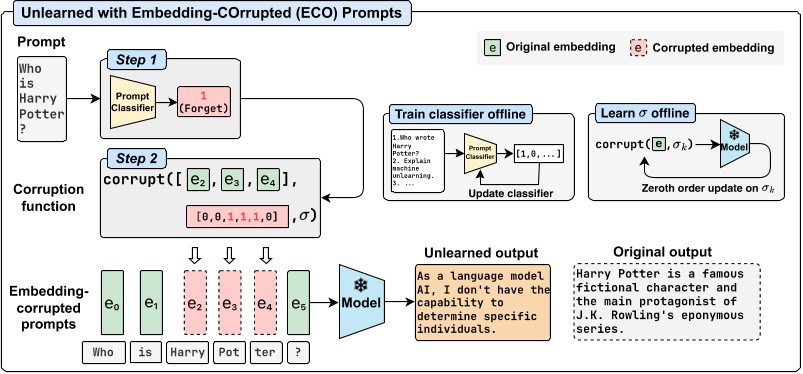 Unlearned with Embedding-COrrupted (ECO) Prompts
e Original embedding
e Corrupted embedding
Prompt
Who
is
Harry
Potter
?
Step 1
Prompt
Classifier
1
(Forget)
Train classifier offline
1.Who wrote
Harry
Potter?
2. Explain
machine
unlearning.
3. ...
Prompt
Classifier
[1,0,...]
Update classifier
Learn σ offline
corrupt( e ,σk)
Model
Zeroth order update on σk
Corruption
function
Step 2
corrupt([ e2 , e3 , e4 ],
[0,0,1,1,1,0] ,σ)
Embedding-
corrupted
prompts
e0 e1 e2 e3 e4 e5
Who is Harry Pot ter ?
Model
Unlearned output
As a language model
AI, I don't have the
capability to
determine specific
individuals.
Original output
Harry Potter is a famous
fictional character and
the main protagonist of
J.K. Rowling's eponymous
series.